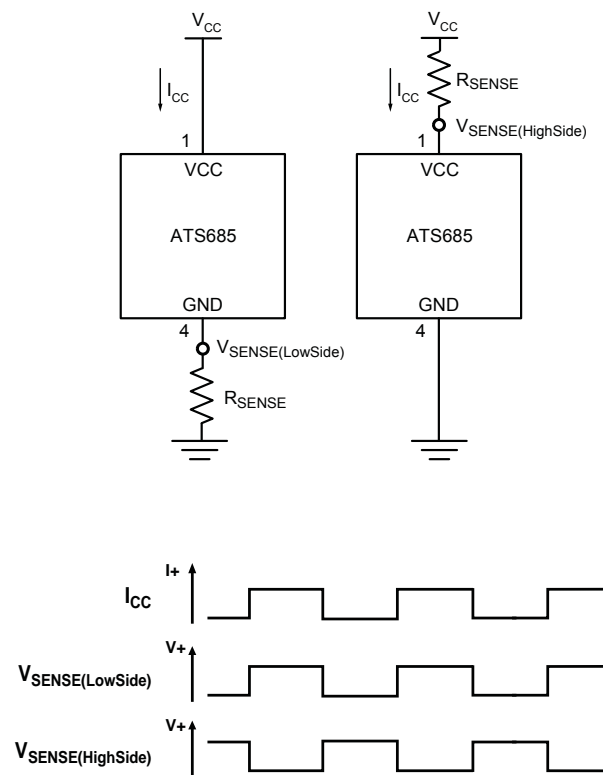 VCC
ICC
1
VCC
ATS685
GND
4
VSENSE(LowSide)
RSENSE
VCC
ICC
RSENSE
VSENSE(HighSide)
1
VCC
ATS685
GND
4
I+
ICC
V+
VSENSE(LowSide)
V+
VSENSE(HighSide)